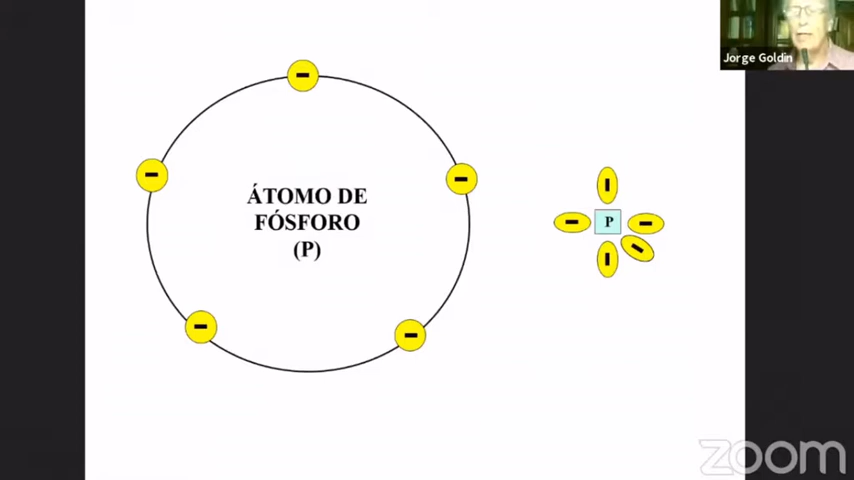 Jorge Goldin
ÁTOMO DE
FÓSFORO
(P)
P
zoom